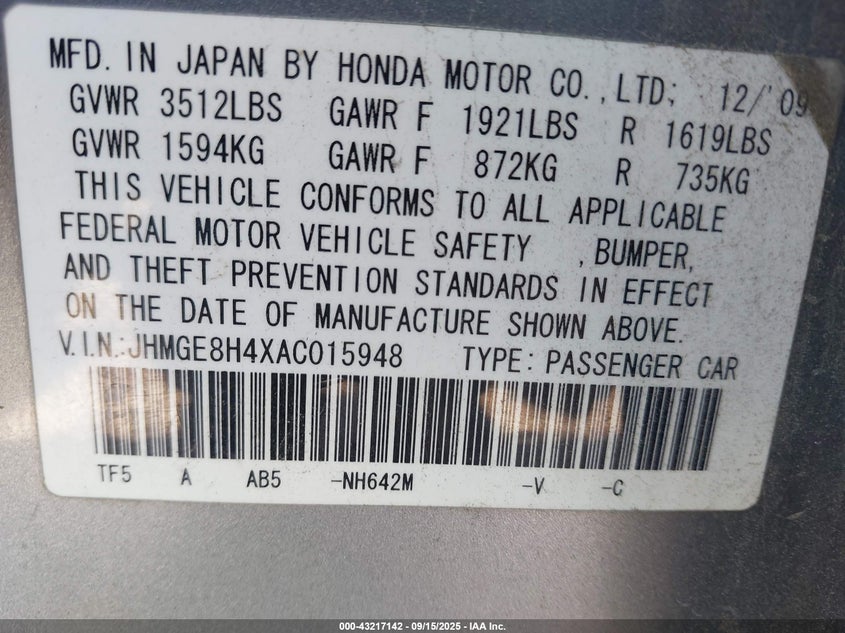 MFD. IN JAPAN BY HONDA MOTOR CO., LTD; 12/'09
GVWR 3512LBS GAWR F 1921LBS R 1619LBS
GVWR 1594KG GAWR F 872KG R 735KG
THIS VEHICLE CONFORMS TO ALL APPLICABLE
FEDERAL MOTOR VEHICLE SAFETY , BUMPER,
AND THEFT PREVENTION STANDARDS IN EFFECT
ON THE DATE OF MANUFACTURE SHOWN ABOVE.
V.I.N.:JHMGE8H4XAC015948 TYPE: PASSENGER CAR
TF5 A AB5 -NH642M -V -C
000-43217142 - 09/15/2025 - IAA Inc.